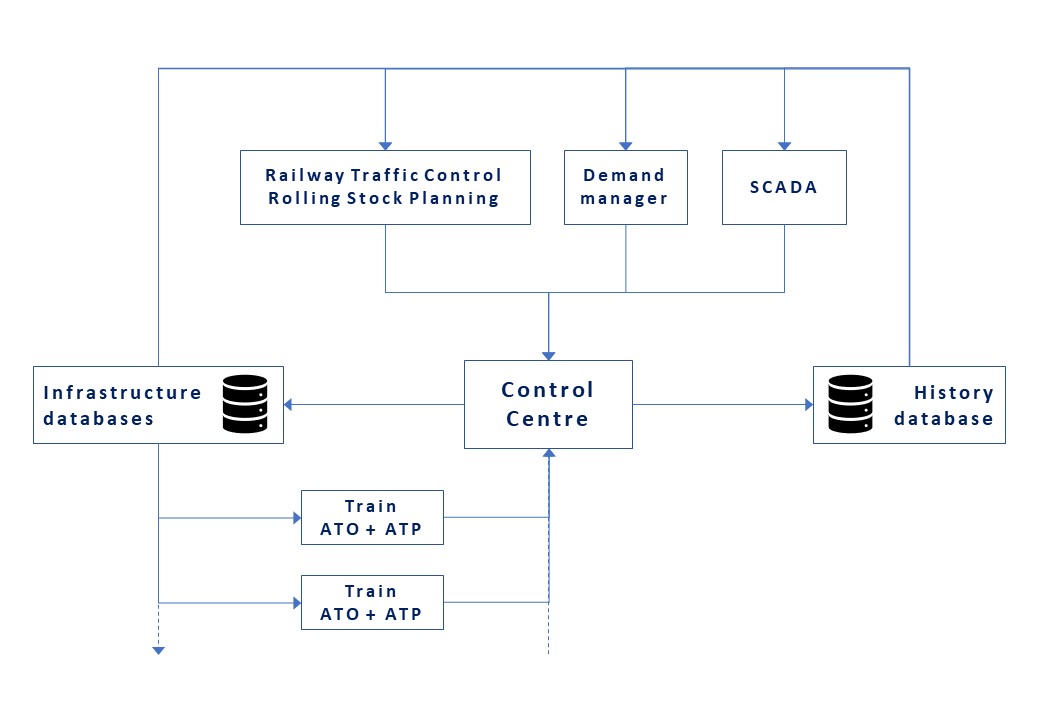 Railway Traffic Control
Rolling Stock Planning
Demand
manager
SCADA
Infrastructure
databases
Control
Centre
History
database
Train
ATO + ATP
Train
ATO + ATP